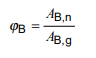 φB = AB,n / AB,g